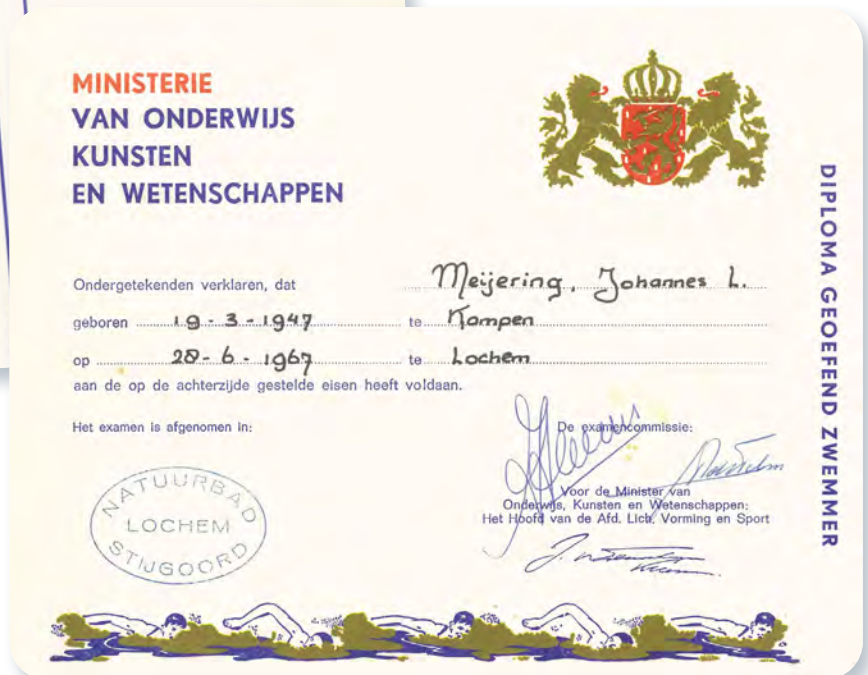 MINISTERIE
VAN ONDERWIJS
KUNSTEN
EN WETENSCHAPPEN
DIPLOMA GEOEFEND ZWEMMER
Ondergetekenden verklaren, dat Meijering, Johannes L.
geboren 19-3-1947 te Kampen
op 28-6-1967 te Lochem
aan de op de achterzijde gestelde eisen heeft voldaan.
Het examen is afgenomen in:
De examencommissie:
NATUURBAD
LOCHEM
STIJGOORD
Voor de Minister van
Onderwijs, Kunsten en Wetenschappen:
Het Hoofd van de Afd. Lich. Vorming en Sport